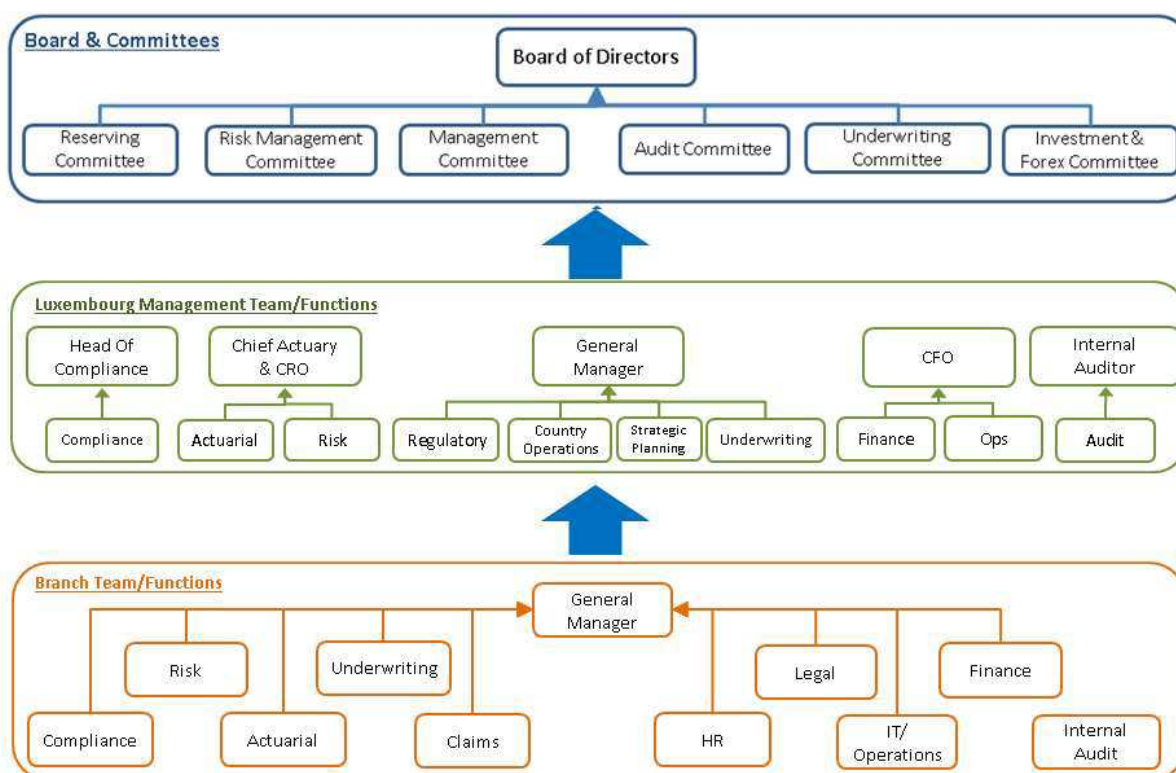 Board & Committees
Board of Directors
Reserving
Committee
Risk Management
Committee
Management
Committee
Audit Committee
Underwriting
Committee
Investment &
Forex Committee
Luxembourg Management Team/Functions
Head Of
Compliance
Chief Actuary
& CRO
General
Manager
CFO
Internal
Auditor
Compliance
Actuarial
Risk
Regulatory
Country
Operations
Strategic
Planning
Underwriting
Finance
Ops
Audit
Branch Team/Functions
General
Manager
Risk
Underwriting
Legal
Finance
Compliance
Actuarial
Claims
HR
IT/
Operations
Internal
Audit